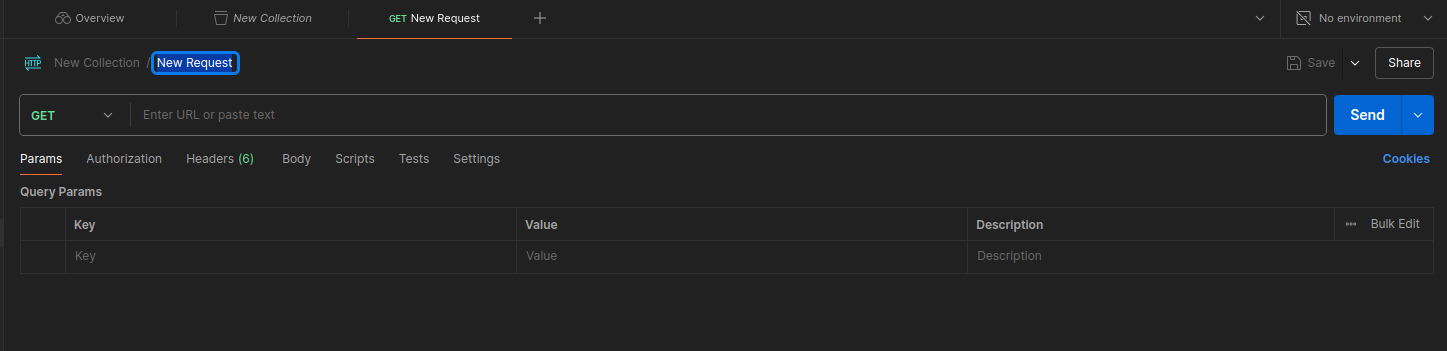 Overview New Collection GET New Request No environment
HTTP New Collection / New Request Save Share
GET Enter URL or paste text Send
Params Authorization Headers (6) Body Scripts Tests Settings Cookies
Query Params
Key Value Description Bulk Edit
Key Value Description